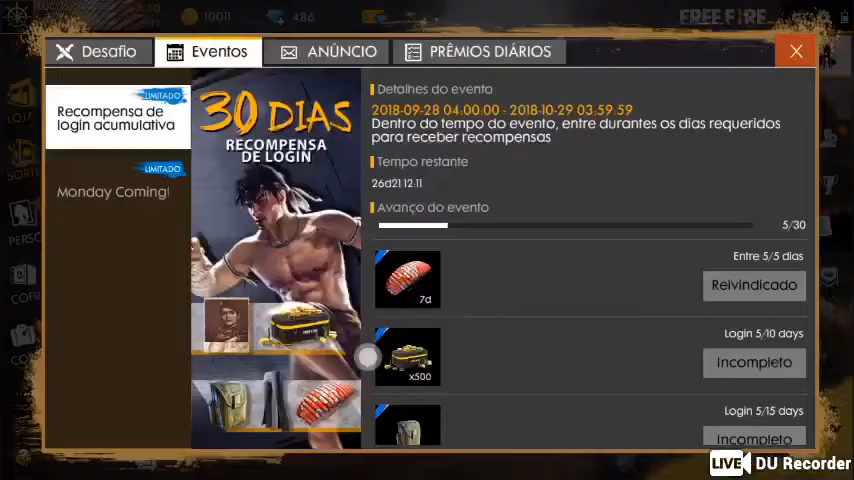 10011
486
FREE FIRE
Desafio
Eventos
ANÚNCIO
PRÊMIOS DIÁRIOS
LIMITADO
Recompensa de
login acumulativa
LIMITADO
Monday Coming!
30 DIAS
RECOMPENSA
DE LOGIN
Detalhes do evento
2018-09-28 04:00:00 - 2018-10-29 03:59:59
Dentro do tempo do evento, entre durantes os dias requeridos
para receber recompensas
Tempo restante
26d21:12:11
Avanço do evento
5/30
Entre 5/5 dias
7d
Reivindicado
Login 5/10 days
x500
Incompleto
Login 5/15 days
Incompleto
LIVE DU Recorder